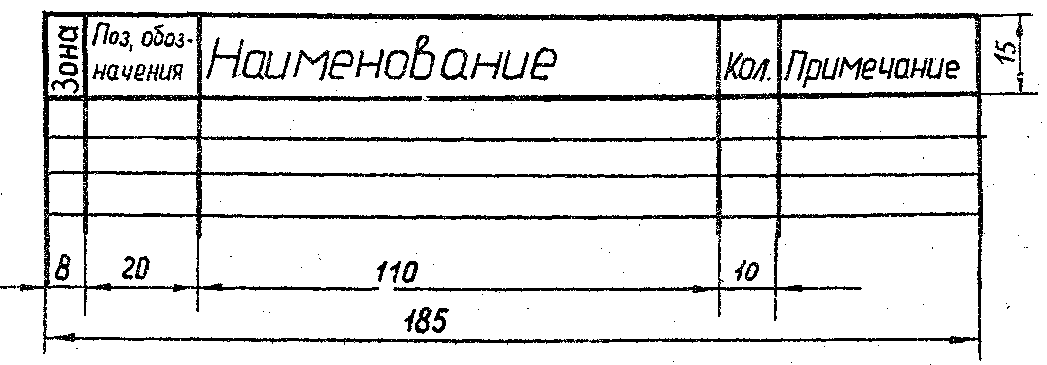 Зона
Поз, обоз-
начения
Наименование
Кол.
Примечание
15
8
20
110
10
185